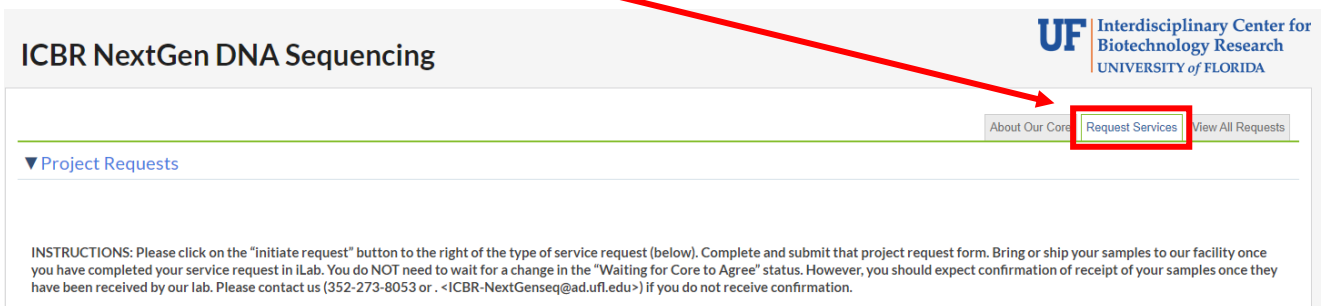 UF Interdisciplinary Center for
Biotechnology Research
UNIVERSITY of FLORIDA
ICBR NextGen DNA Sequencing
About Our Core Request Services View All Requests
▼Project Requests
INSTRUCTIONS: Please click on the “initiate request” button to the right of the type of service request (below). Complete and submit that project request form. Bring or ship your samples to our facility once
you have completed your service request in iLab. You do NOT need to wait for a change in the “Waiting for Core to Agree” status. However, you should expect confirmation of receipt of your samples once they
have been received by our lab. Please contact us (352-273-8053 or . <ICBR-NextGenseq@ad.ufl.edu>) if you do not receive confirmation.